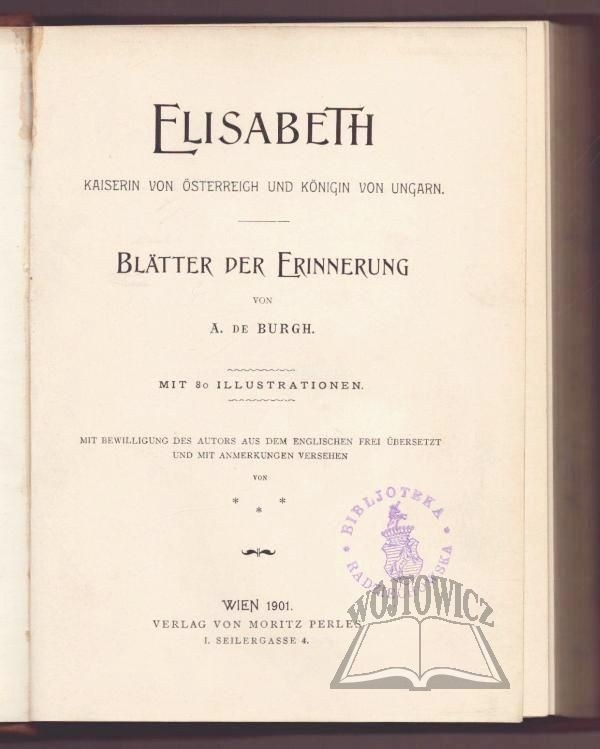 ELISABETH
KAISERIN VON ÖSTERREICH UND KÖNIGIN VON UNGARN.
BLÄTTER DER ERINNERUNG
VON
A. DE BURGH.
MIT 80 ILLUSTRATIONEN.
MIT BEWILLIGUNG DES AUTORS AUS DEM ENGLISCHEN FREI ÜBERSETZT
UND MIT ANMERKUNGEN VERSEHEN
VON
* * *
BIBLJOTEKA
WIEN 1901.
VERLAG VON MORITZ PERLES
I. SEILERGASSE 4.
WÓJTOWICZ